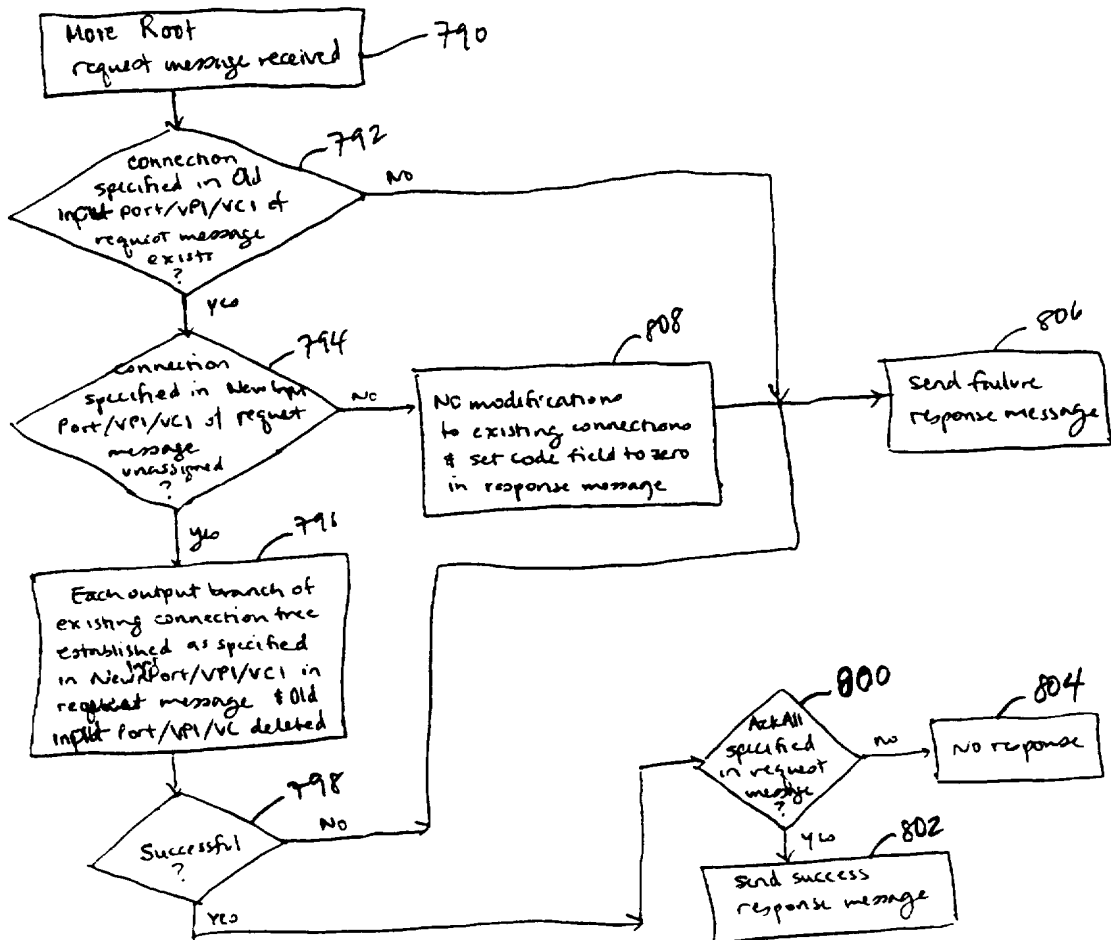 Move Root
request message received
790
792
connection
specified in Old
Input Port/VPI/VCI of
request message
exists
?
No
yes
794
connection
specified in New Input
Port/VPI/VCI of request
message
unassigned
?
No
yes
808
No modifications
to existing connections
& set code field to zero
in response message
806
Send failure
response message
796
Each output branch of
existing connection tree
established as specified
in New Input Port/VPI/VCI in
request message & Old
input Port/VPI/VC deleted
798
Successful
?
No
Yes
800
AckAll
specified
in request
message
?
no
yes
804
No response
802
send success
response message